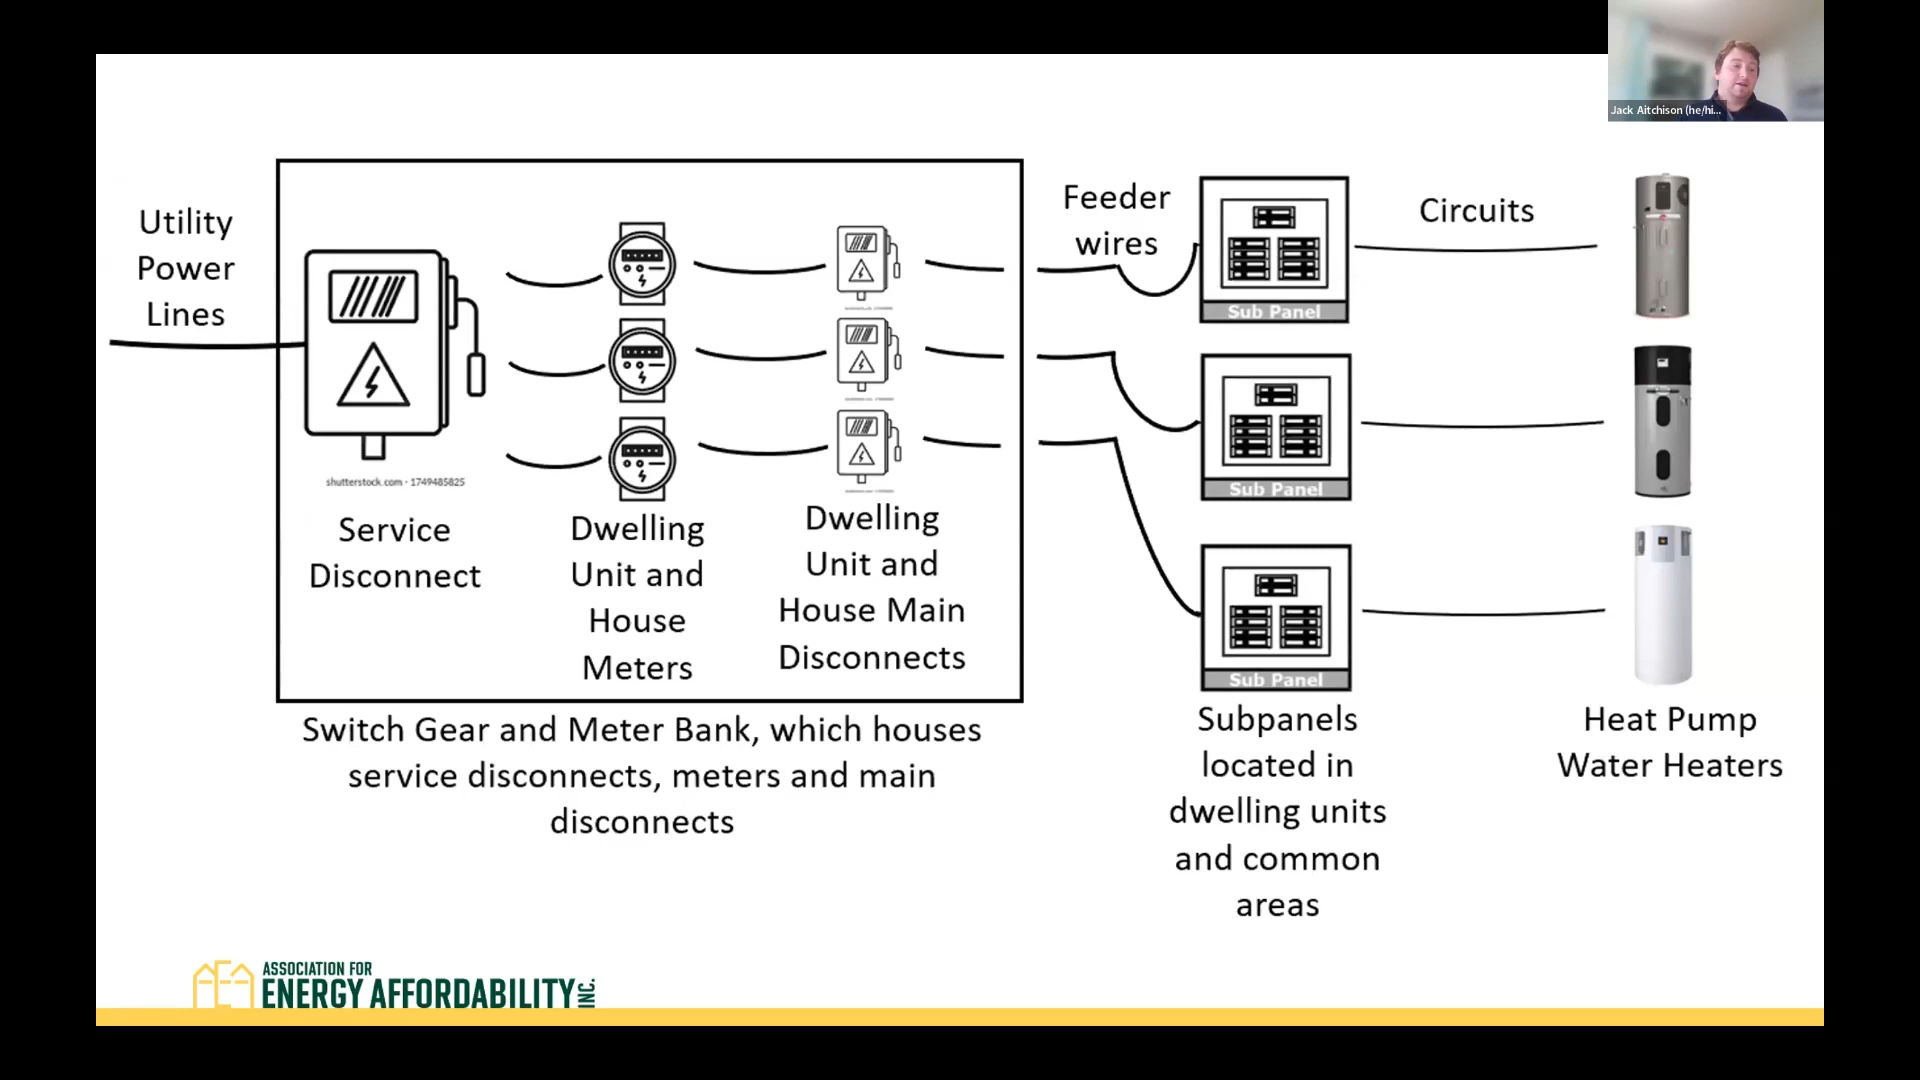 Jack Aitchison (he/hi...
Utility
Power
Lines
Feeder
wires
Circuits
Sub Panel
Sub Panel
Sub Panel
shutterstock.com · 1749485825
Service
Disconnect
Dwelling
Unit and
House
Meters
Dwelling
Unit and
House Main
Disconnects
Switch Gear and Meter Bank, which houses
service disconnects, meters and main
disconnects
Subpanels
located in
dwelling units
and common
areas
Heat Pump
Water Heaters
ASSOCIATION FOR
ENERGY AFFORDABILITY INC.